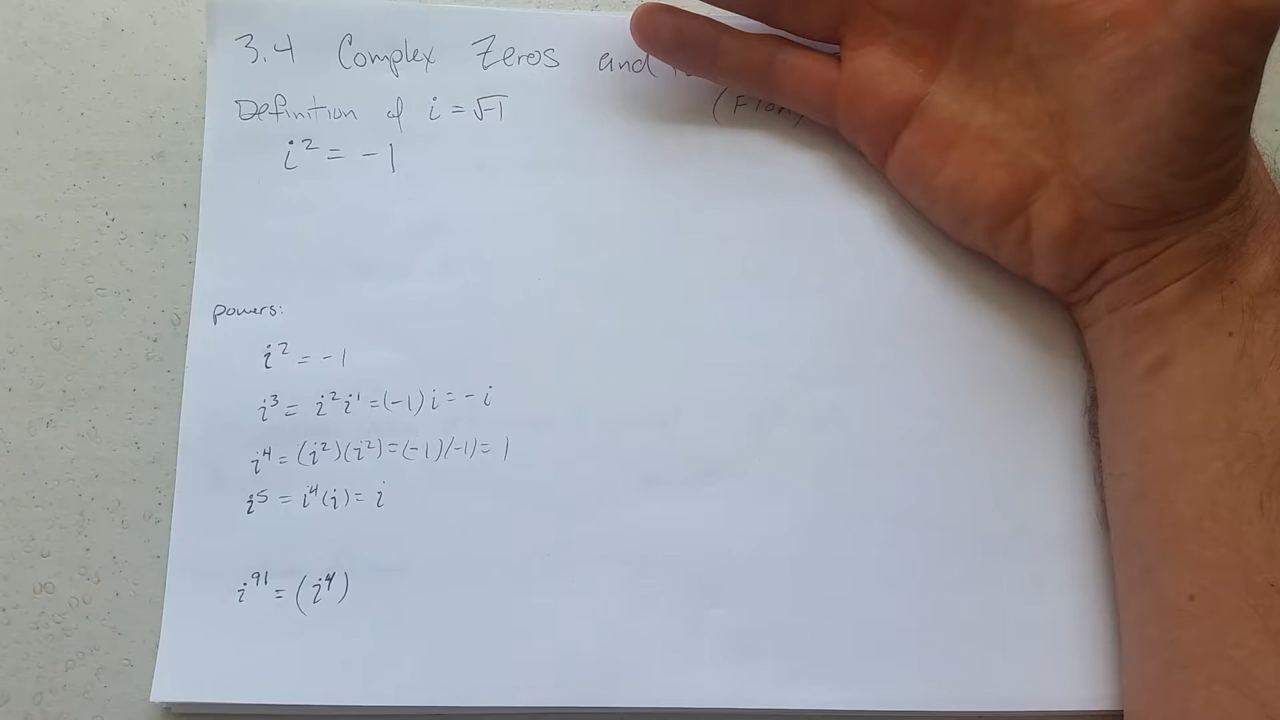 3.4 Complex Zeros and
Definition of i = √-1
i² = -1
powers:
i² = -1
i³ = i²i¹ = (-1)i = -i
i⁴ = (i²)(i²) = (-1)(-1) = 1
i⁵ = i⁴(i) = i
i⁹¹ = (i⁴)